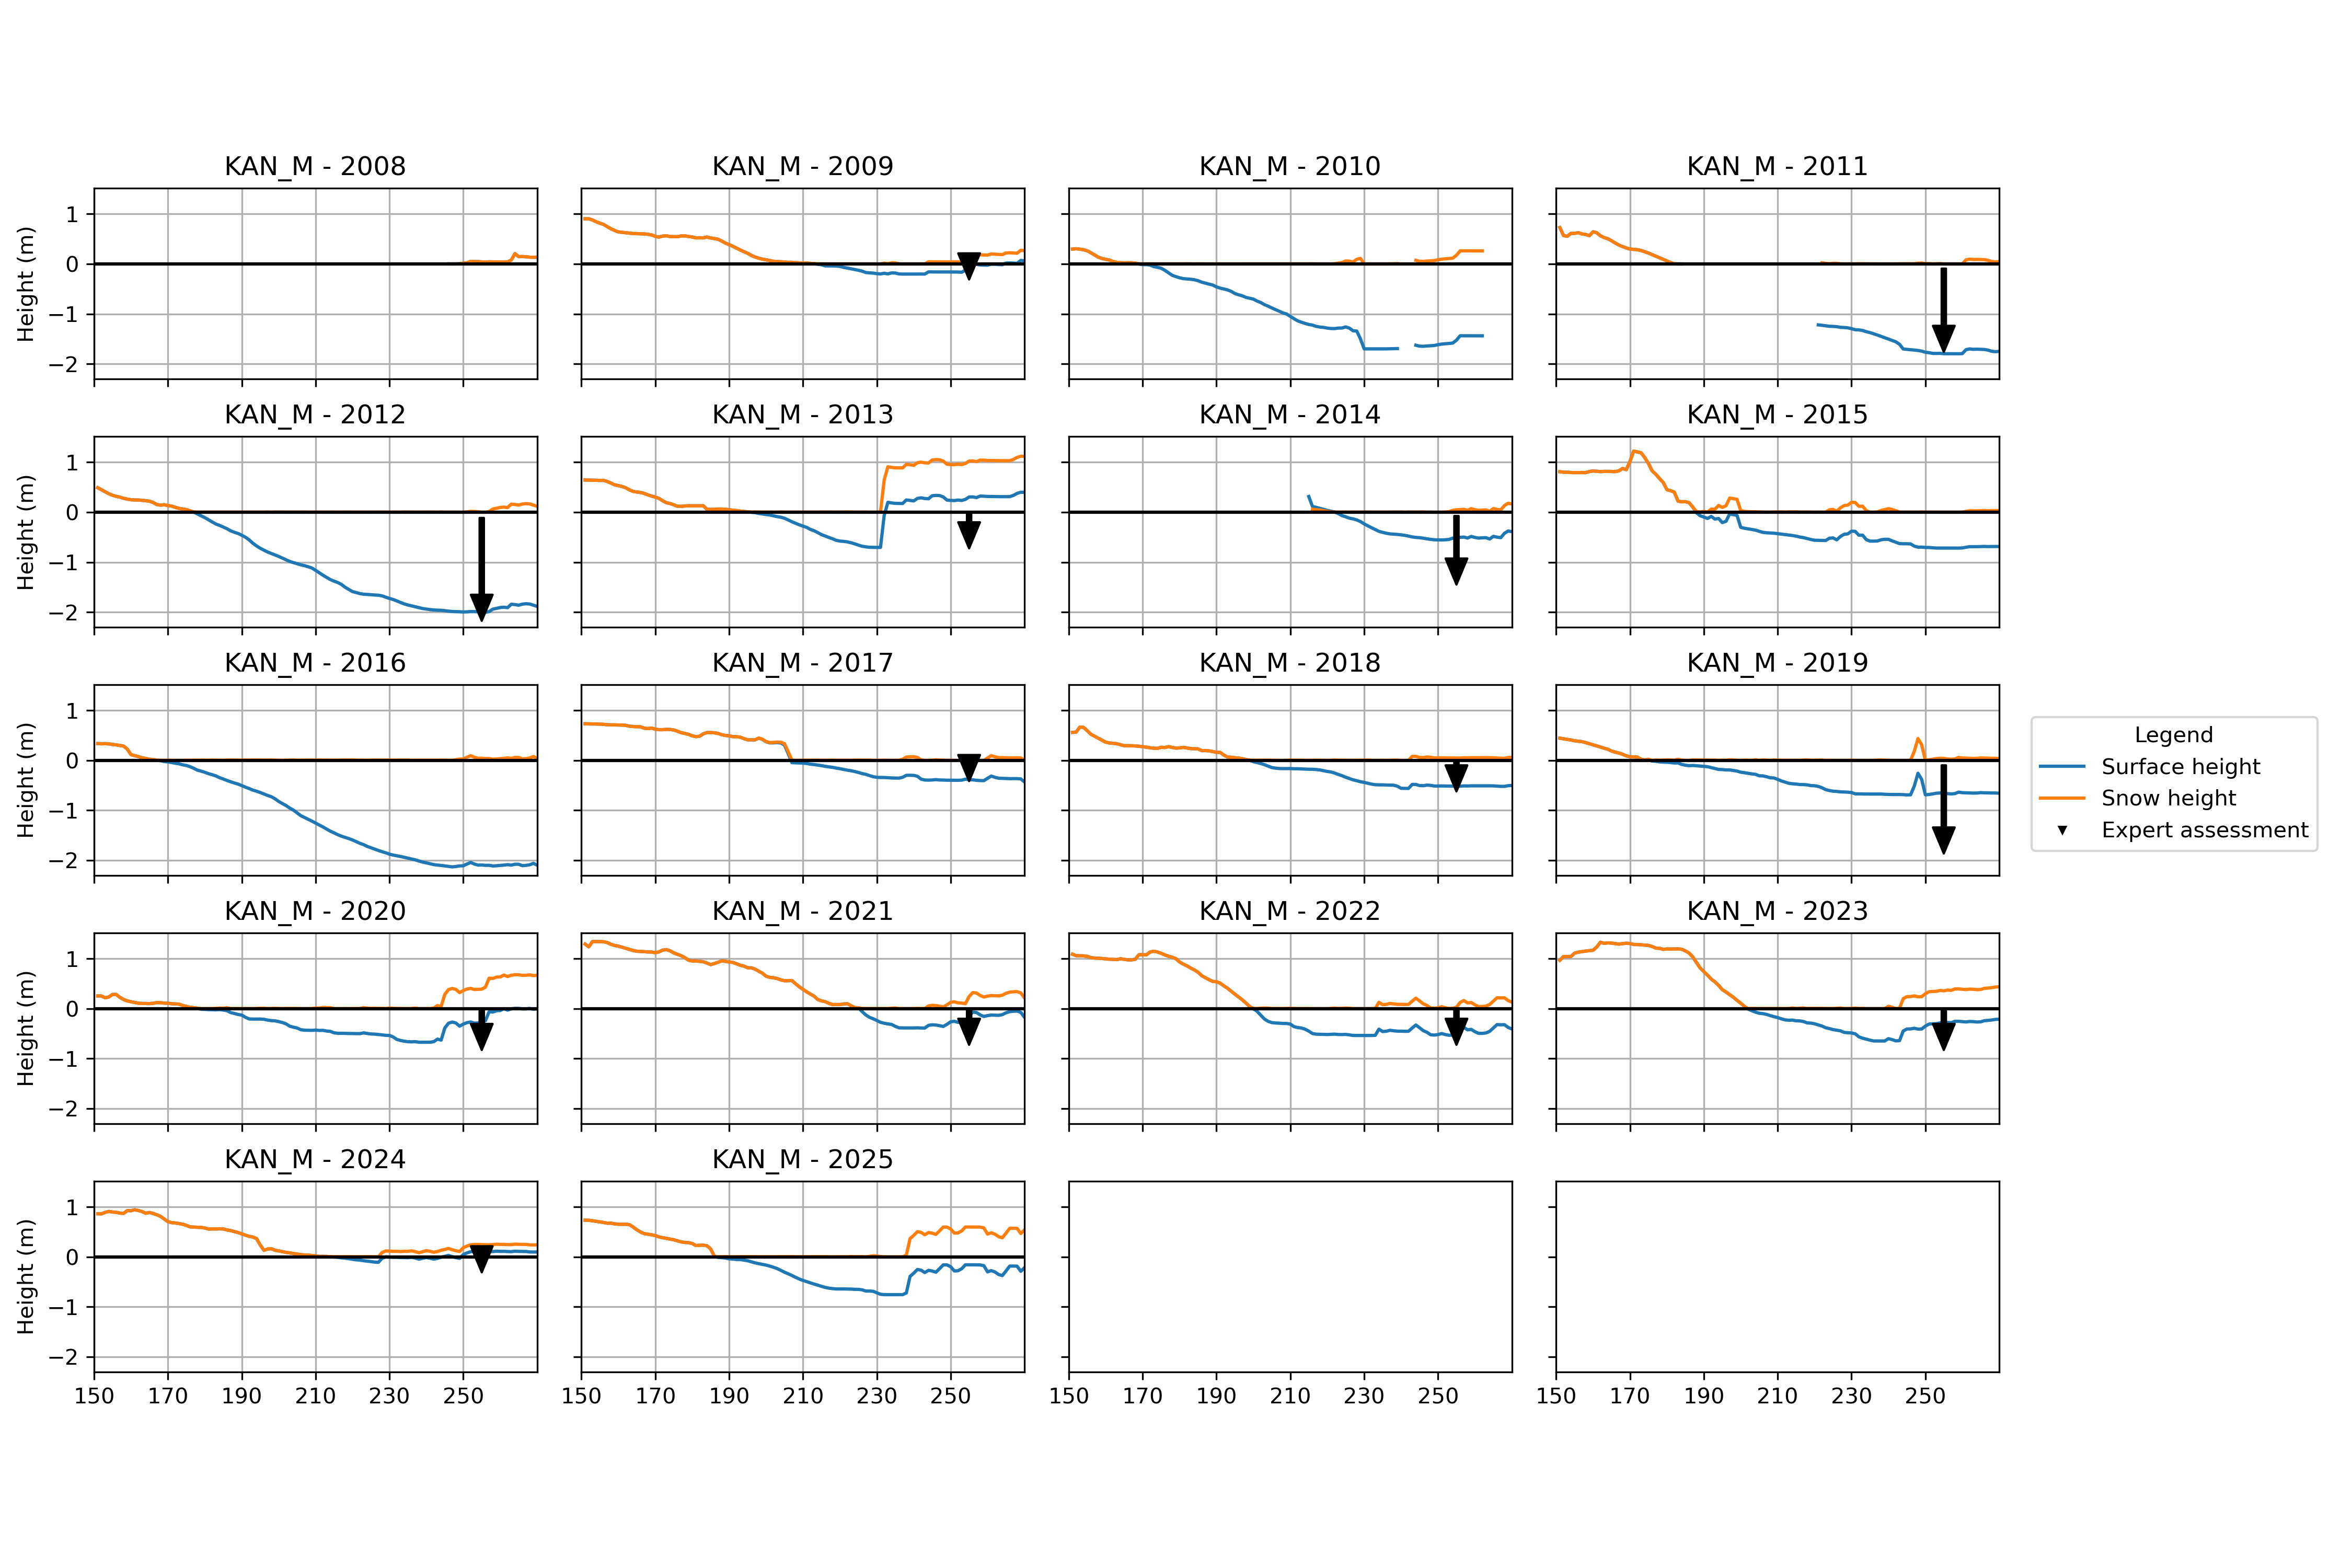 KAN_M - 2008
KAN_M - 2009
KAN_M - 2010
KAN_M - 2011
Height (m)
1
0
−1
−2
KAN_M - 2012
KAN_M - 2013
KAN_M - 2014
KAN_M - 2015
Height (m)
1
0
−1
−2
KAN_M - 2016
KAN_M - 2017
KAN_M - 2018
KAN_M - 2019
Height (m)
1
0
−1
−2
Legend
Surface height
Snow height
Expert assessment
KAN_M - 2020
KAN_M - 2021
KAN_M - 2022
KAN_M - 2023
Height (m)
1
0
−1
−2
KAN_M - 2024
KAN_M - 2025
Height (m)
1
0
−1
−2
150 170 190 210 230 250
150 170 190 210 230 250
150 170 190 210 230 250
150 170 190 210 230 250